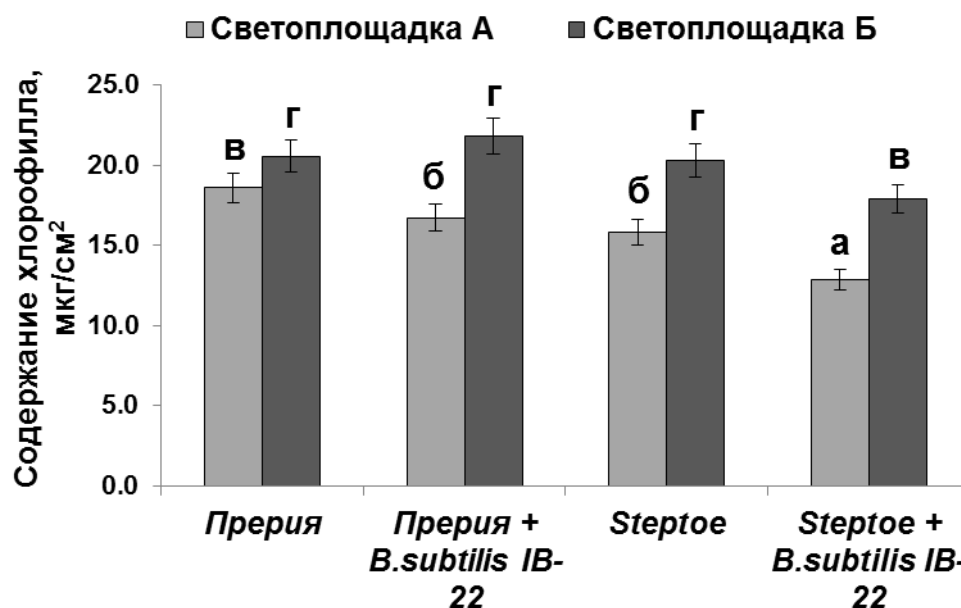 Светоплощадка А Светоплощадка Б
Содержание хлорофилла,
мкг/см²
25.0
20.0
15.0
10.0
5.0
0.0
в г б г б г а в
Прерия
Прерия +
B.subtilis IB-
22
Steptoe
Steptoe +
B.subtilis IB-
22